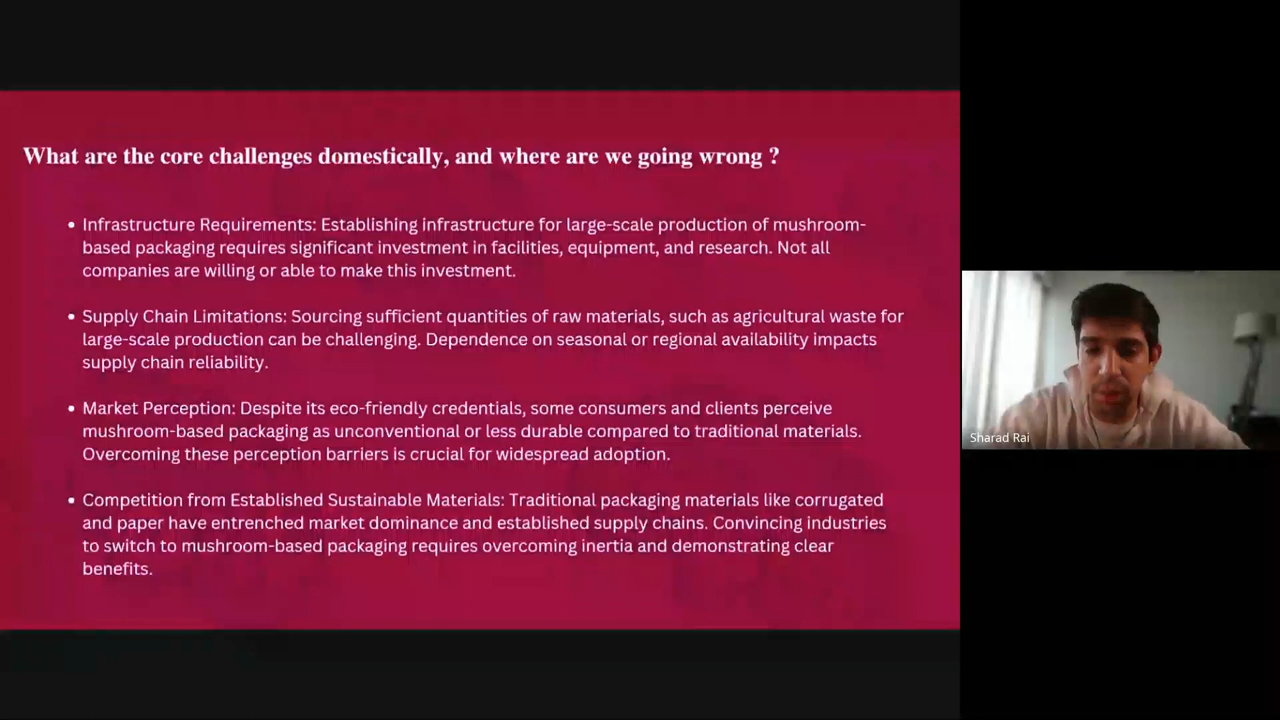 What are the core challenges domestically, and where are we going wrong ?
• Infrastructure Requirements: Establishing infrastructure for large-scale production of mushroom-
based packaging requires significant investment in facilities, equipment, and research. Not all
companies are willing or able to make this investment.
• Supply Chain Limitations: Sourcing sufficient quantities of raw materials, such as agricultural waste for
large-scale production can be challenging. Dependence on seasonal or regional availability impacts
supply chain reliability.
• Market Perception: Despite its eco-friendly credentials, some consumers and clients perceive
mushroom-based packaging as unconventional or less durable compared to traditional materials.
Overcoming these perception barriers is crucial for widespread adoption.
• Competition from Established Sustainable Materials: Traditional packaging materials like corrugated
and paper have entrenched market dominance and established supply chains. Convincing industries
to switch to mushroom-based packaging requires overcoming inertia and demonstrating clear
benefits.
Sharad Rai